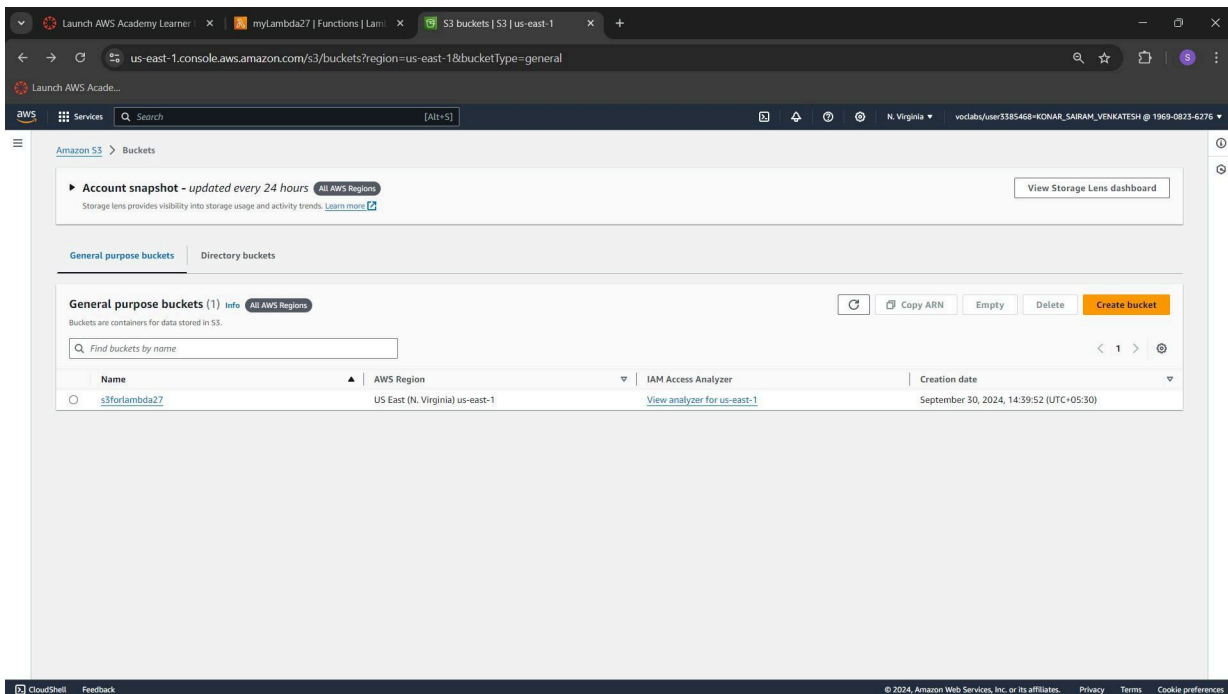 Launch AWS Academy Learner
myLambda27 | Functions | Lam
S3 buckets | S3 | us-east-1
us-east-1.console.aws.amazon.com/s3/buckets?region=us-east-1&bucketType=general
S
Launch AWS Acade...
aws Services Search [Alt+S] N. Virginia voclabs/user3385468=KONAR_SAIRAM_VENKATESH @ 1969-0823-6276
Amazon S3 > Buckets
Account snapshot - updated every 24 hours All AWS Regions View Storage Lens dashboard
Storage lens provides visibility into storage usage and activity trends. Learn more
General purpose buckets Directory buckets
General purpose buckets (1) Info All AWS Regions Copy ARN Empty Delete Create bucket
Buckets are containers for data stored in S3.
Find buckets by name 1
Name AWS Region IAM Access Analyzer Creation date
s3forlambda27 US East (N. Virginia) us-east-1 View analyzer for us-east-1 September 30, 2024, 14:39:52 (UTC+05:30)
CloudShell Feedback © 2024, Amazon Web Services, Inc. or its affiliates. Privacy Terms Cookie preferences